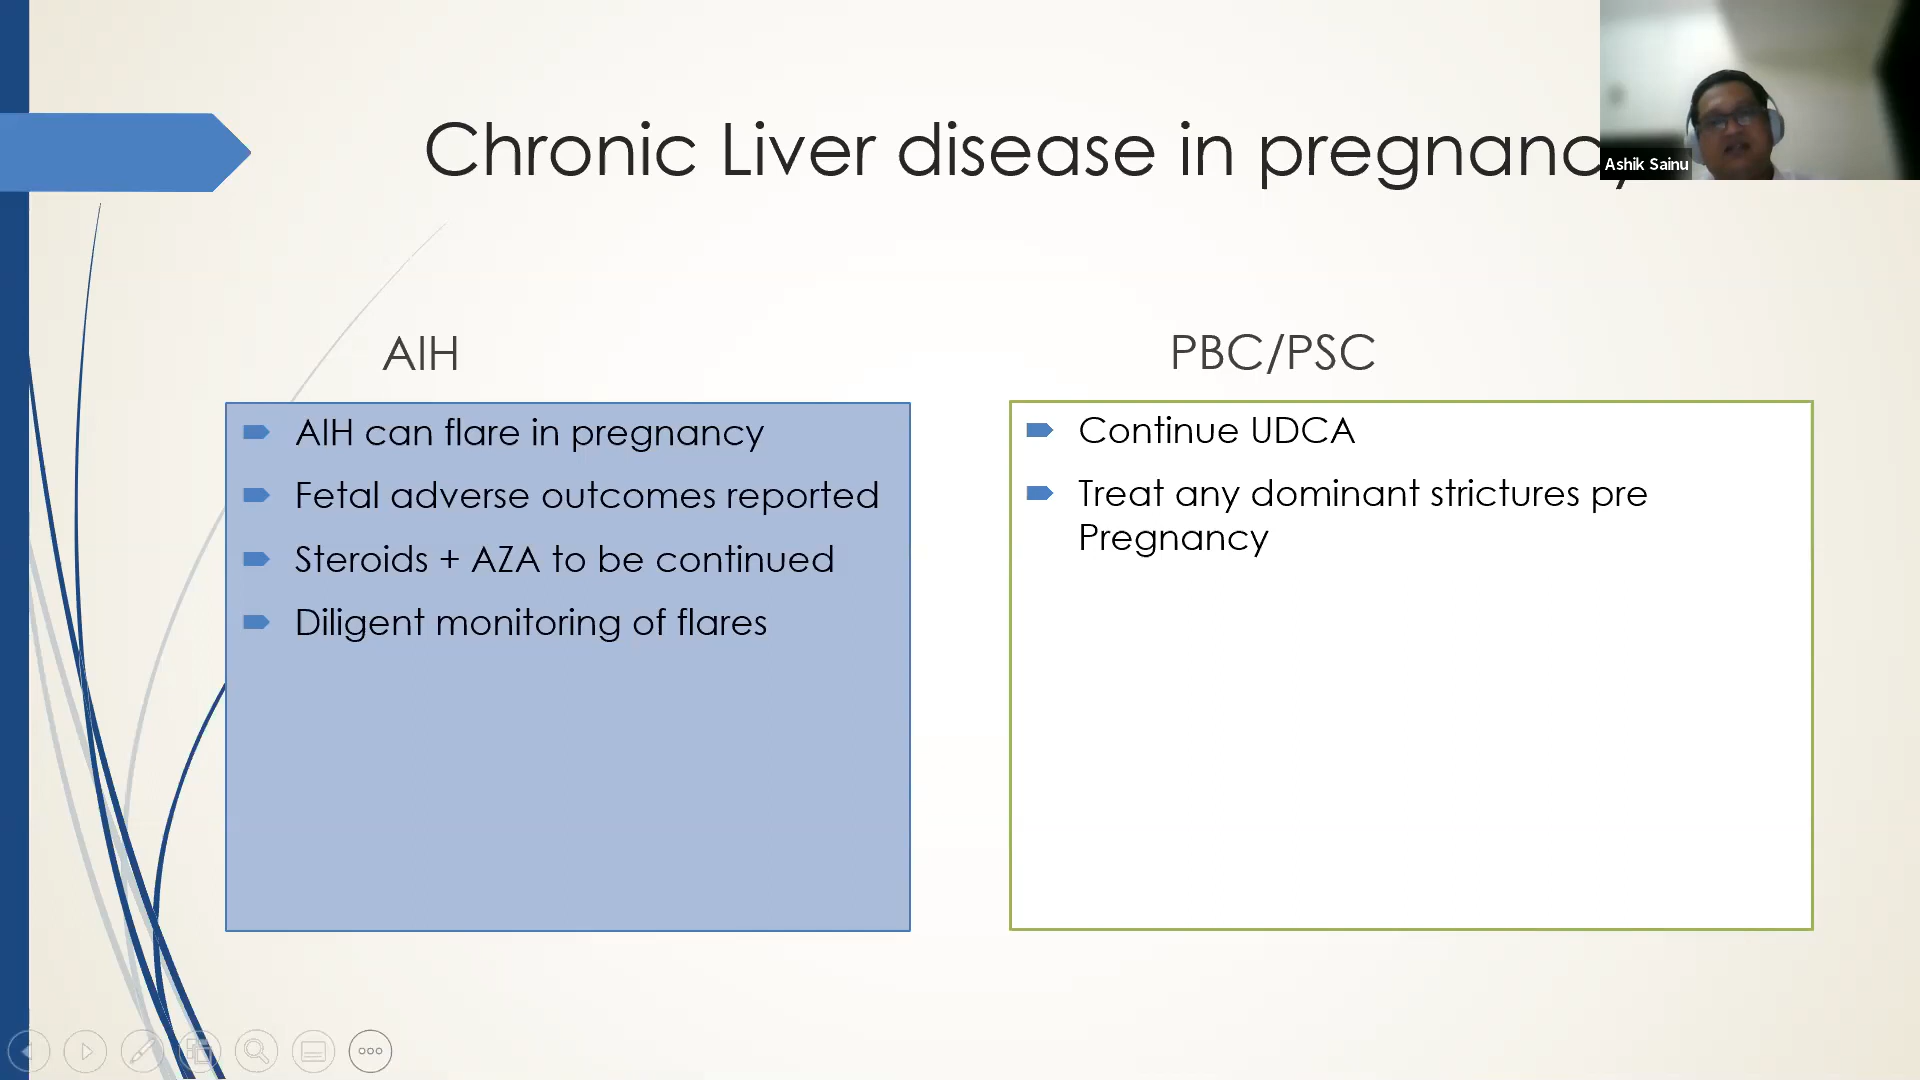 Chronic Liver disease in pregnancy
Ashik Sainu
AIH
AIH can flare in pregnancy
Fetal adverse outcomes reported
Steroids + AZA to be continued
Diligent monitoring of flares
PBC/PSC
Continue UDCA
Treat any dominant strictures pre
Pregnancy